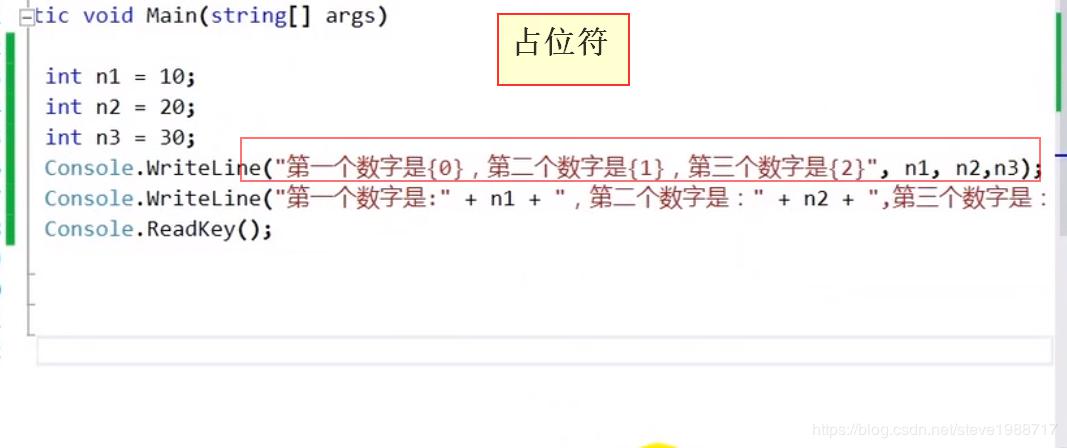 tic void Main(string[] args)
占位符
int n1 = 10;
int n2 = 20;
int n3 = 30;
Console.WriteLine("第一个数字是{0}，第二个数字是{1}，第三个数字是{2}", n1, n2,n3);
Console.WriteLine("第一个数字是:" + n1 + "，第二个数字是：" + n2 + ",第三个数字是：
Console.ReadKey();
https://blog.csdn.net/steve1988717